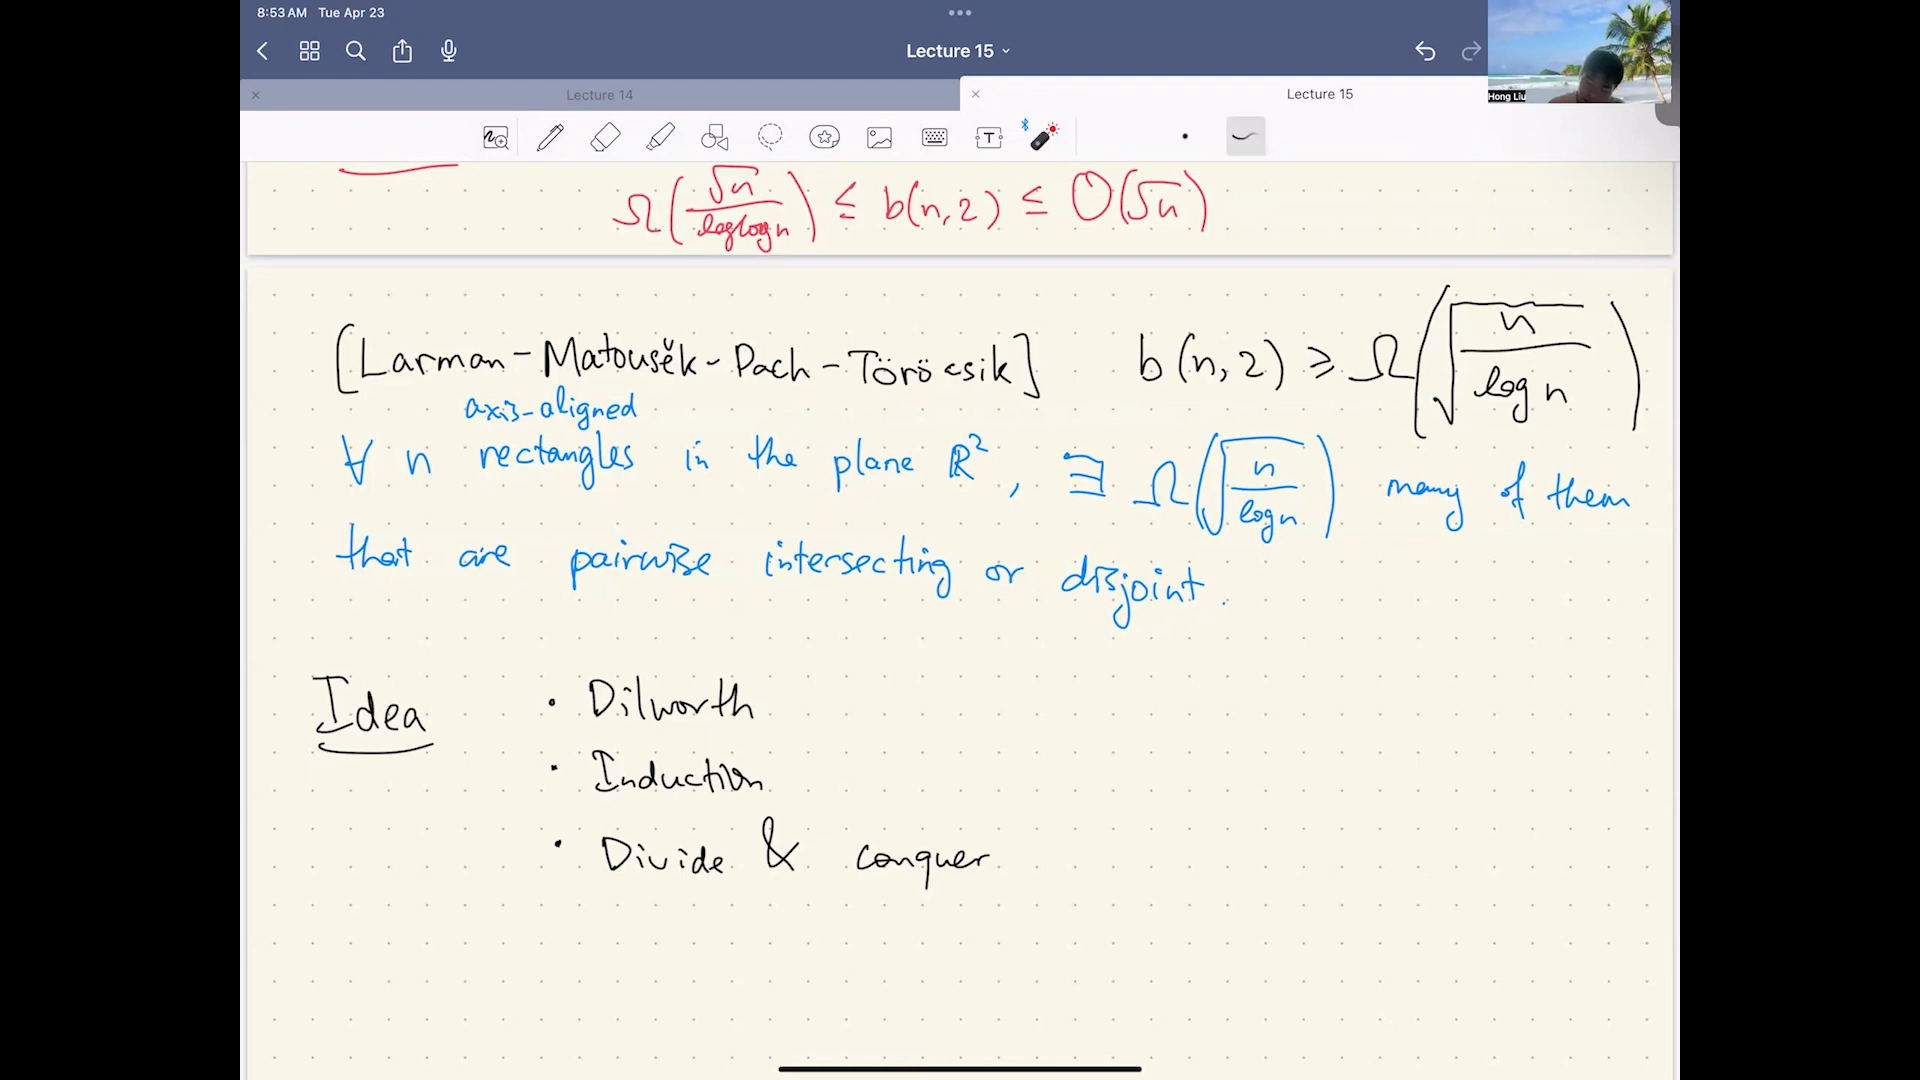 8:53 AM Tue Apr 23
Lecture 15
Hong Liu
Lecture 14
Lecture 15
Ω(√n / loglog n) ≤ b(n,2) ≤ O(√n)
[Larman-Matousĕk-Pach-Töröcsik] b(n,2) ≥ Ω(√(n / log n))
axis-aligned
∀ n rectangles in the plane ℝ², ∃ Ω(√(n / log n)) many of them
that are pairwise intersecting or disjoint.
Idea
· Dilworth
· Induction
· Divide & conquer